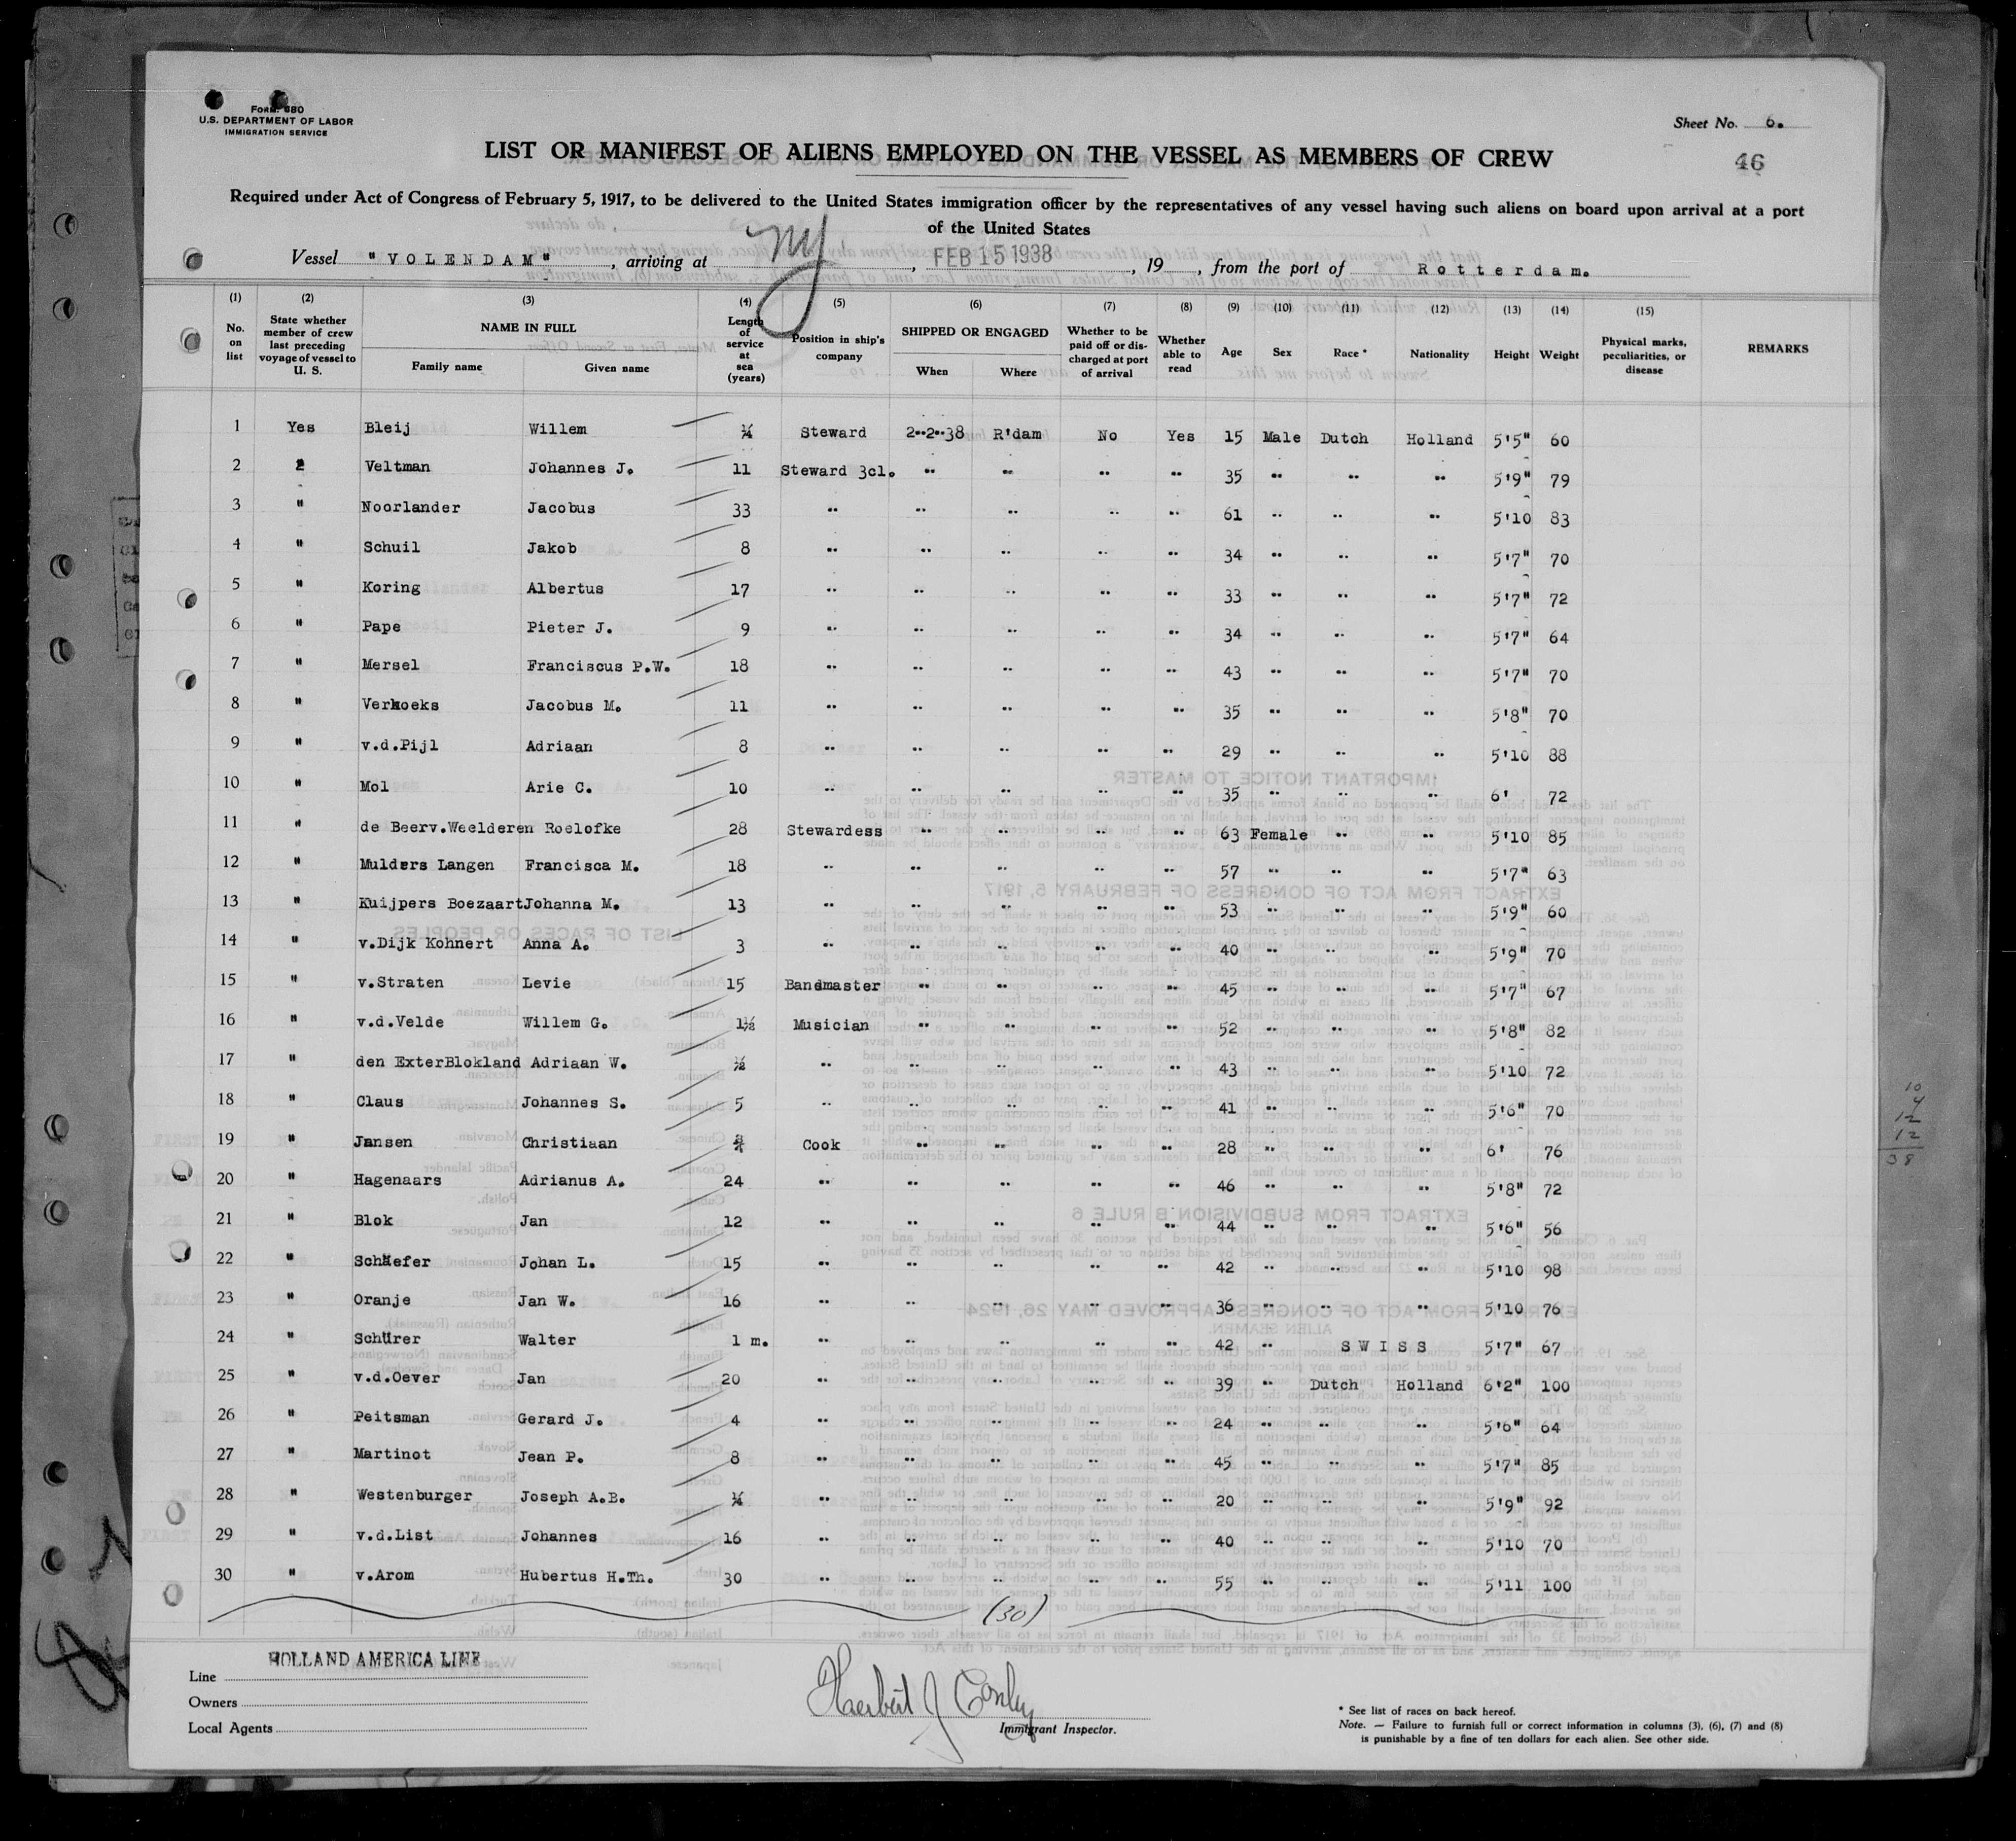 Form 680
U.S. DEPARTMENT OF LABOR
IMMIGRATION SERVICE
Sheet No. 6.
46
LIST OR MANIFEST OF ALIENS EMPLOYED ON THE VESSEL AS MEMBERS OF CREW
Required under Act of Congress of February 5, 1917, to be delivered to the United States immigration officer by the representatives of any vessel having such aliens on board upon arrival at a port
of the United States
Vessel "VOLENDAM", arriving at NY, FEB 15 1938, 19 , from the port of Rotterdam.
(1) No. on list (2) State whether member of crew last preceding voyage of vessel to U. S. (3) NAME IN FULL Family name Given name (4) Length of service at sea (years) (5) Position in ship's company (6) SHIPPED OR ENGAGED When Where (7) Whether to be paid off or discharged at port of arrival (8) Whether able to read (9) Age (10) Sex (11) Race * (12) Nationality (13) Height (14) Weight (15) Physical marks, peculiarities, or disease REMARKS
1 Yes Bleij Willem ¼ Steward 2-2-38 R'dam No Yes 15 Male Dutch Holland 5'5" 60
2 " Veltman Johannes J. 11 Steward 3cl. " " " " 35 " " " 5'9" 79
3 " Noorlander Jacobus 33 " " " " " 61 " " " 5'10 83
4 " Schuil Jakob 8 " " " " " 34 " " " 5'7" 70
5 " Koring Albertus 17 " " " " " 33 " " " 5'7" 72
6 " Pape Pieter J. 9 " " " " " 34 " " " 5'7" 64
7 " Mersel Franciscus P.W. 18 " " " " " 43 " " " 5'7" 70
8 " Verhoeks Jacobus M. 11 " " " " " 35 " " " 5'8" 70
9 " v.d.Pijl Adriaan 8 " " " " " 29 " " " 5'10 88
10 " Mol Arie C. 10 " " " " " 35 " " " 6' 72
11 " de Beerv.Weelderen Roelofke 28 Stewardess " " " " 63 Female " " 5'10 85
12 " Mulders Langen Francisca M. 18 " " " " " 57 " " " 5'7" 63
13 " Kuijpers Boezaart Johanna M. 13 " " " " " 53 " " " 5'9" 60
14 " v.Dijk Kohnert Anna A. 3 " " " " " 40 " " " 5'9" 70
15 " v.Straten Levie 15 Bandmaster " " " " 45 " " " 5'7" 67
16 " v.d.Velde Willem G. 1½ Musician " " " " 52 " " " 5'8" 82
17 " den ExterBlokland Adriaan W. ½ " " " " " 43 " " " 5'10 72
18 " Claus Johannes S. 5 " " " " " 41 " " " 5'6" 70
19 " Jansen Christiaan Cook " " " " 28 " " " 6' 76
20 " Hagenaars Adrianus A. 24 " " " " " 46 " " " 5'8" 72
21 " Blok Jan 12 " " " " " 44 " " " 5'6" 56
22 " Schäefer Johan L. 15 " " " " " 42 " " " 5'10 98
23 " Oranje Jan W. 16 " " " " " 36 " " " 5'10 76
24 " Schürer Walter 1 m. " " " " " 42 " SWISS 5'7" 67
25 " v.d.Oever Jan 20 " " " " " 39 " Dutch Holland 6'2" 100
26 " Peitsman Gerard J. 4 " " " " " 24 " " " 5'6" 64
27 " Martinot Jean P. 8 " " " " " 45 " " " 5'7" 85
28 " Westenburger Joseph A.B. ¼ " " " " " 20 " " " 5'9" 92
29 " v.d.List Johannes 16 " " " " " 40 " " " 5'10 70
30 " v.Arom Hubertus H.Th. 30 " " " " " 55 " " " 5'11 100
(30)
10
4
12
12
38
Line HOLLAND AMERICA LINE
Owners
Local Agents
Herbert J Conly
Immigrant Inspector.
* See list of races on back hereof.
Note. — Failure to furnish full or correct information in columns (3), (6), (7) and (8)
is punishable by a fine of ten dollars for each alien. See other side.